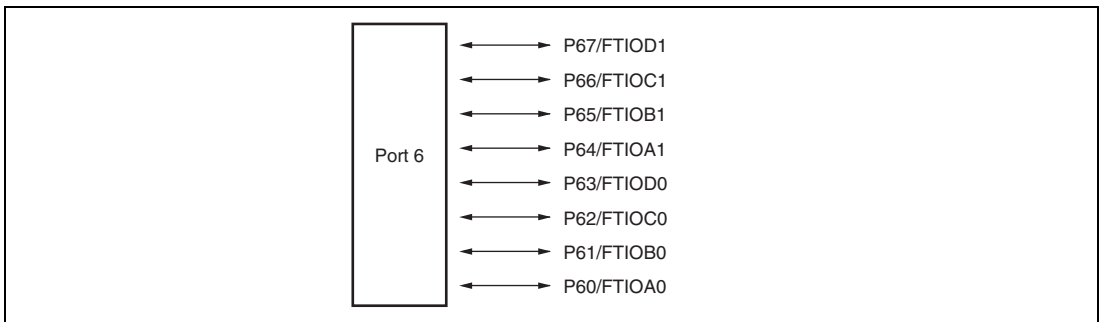 P67/FTIOD1
P66/FTIOC1
P65/FTIOB1
P64/FTIOA1
Port 6
P63/FTIOD0
P62/FTIOC0
P61/FTIOB0
P60/FTIOA0